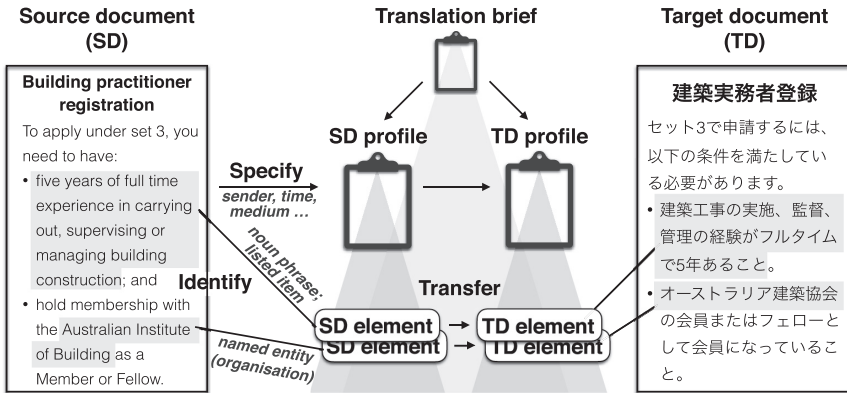 Source document
(SD)
Building practitioner
registration
To apply under set 3, you
need to have:
• five years of full time
experience in carrying
out, supervising or
managing building
construction; and
• hold membership with
the Australian Institute
of Building as a
Member or Fellow.
Specify
sender, time,
medium ...
Identify
noun phrase;
listed item
named entity
(organisation)
Translation brief
SD profile
TD profile
Transfer
SD element
TD element
SD element
TD element
Target document
(TD)
建築実務者登録
セット3で申請するには、
以下の条件を満たしてい
る必要があります。
• 建築工事の実施、監督、
管理の経験がフルタイム
で5年あること。
• オーストラリア建築協会
の会員またはフェローと
して会員になっているこ
と。